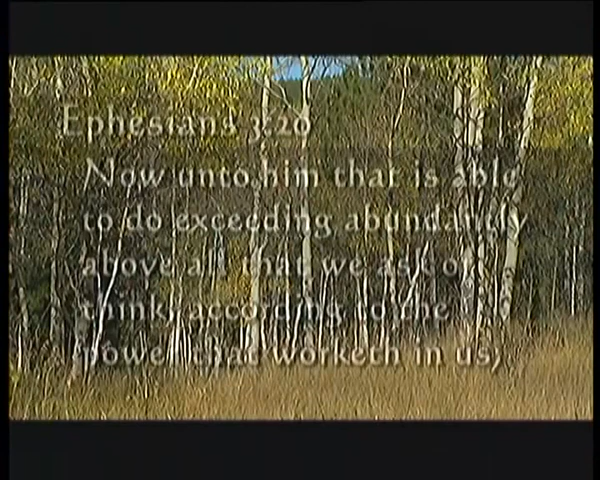 Ephesians 3:20
Now unto him that is able
to do exceeding abundantly
above all that we ask or
think, according to the
power that worketh in us,